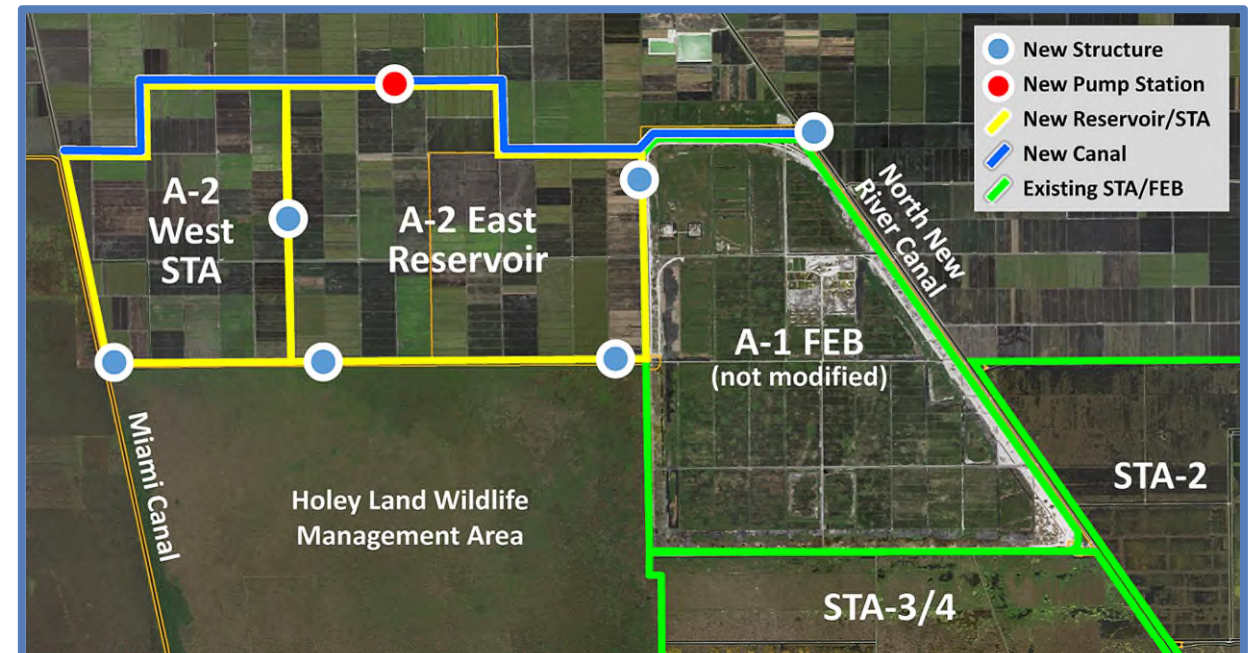 New Structure
New Pump Station
New Reservoir/STA
New Canal
Existing STA/FEB
North New
River Canal
A-2
West
STA
A-2 East
Reservoir
A-1 FEB
(not modified)
Miami Canal
Holey Land Wildlife
Management Area
STA-2
STA-3/4